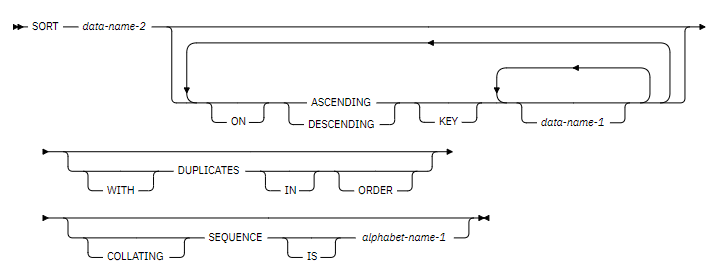 SORT data-name-2
ASCENDING
ON DESCENDING KEY data-name-1
DUPLICATES
WITH IN ORDER
SEQUENCE alphabet-name-1
COLLATING IS